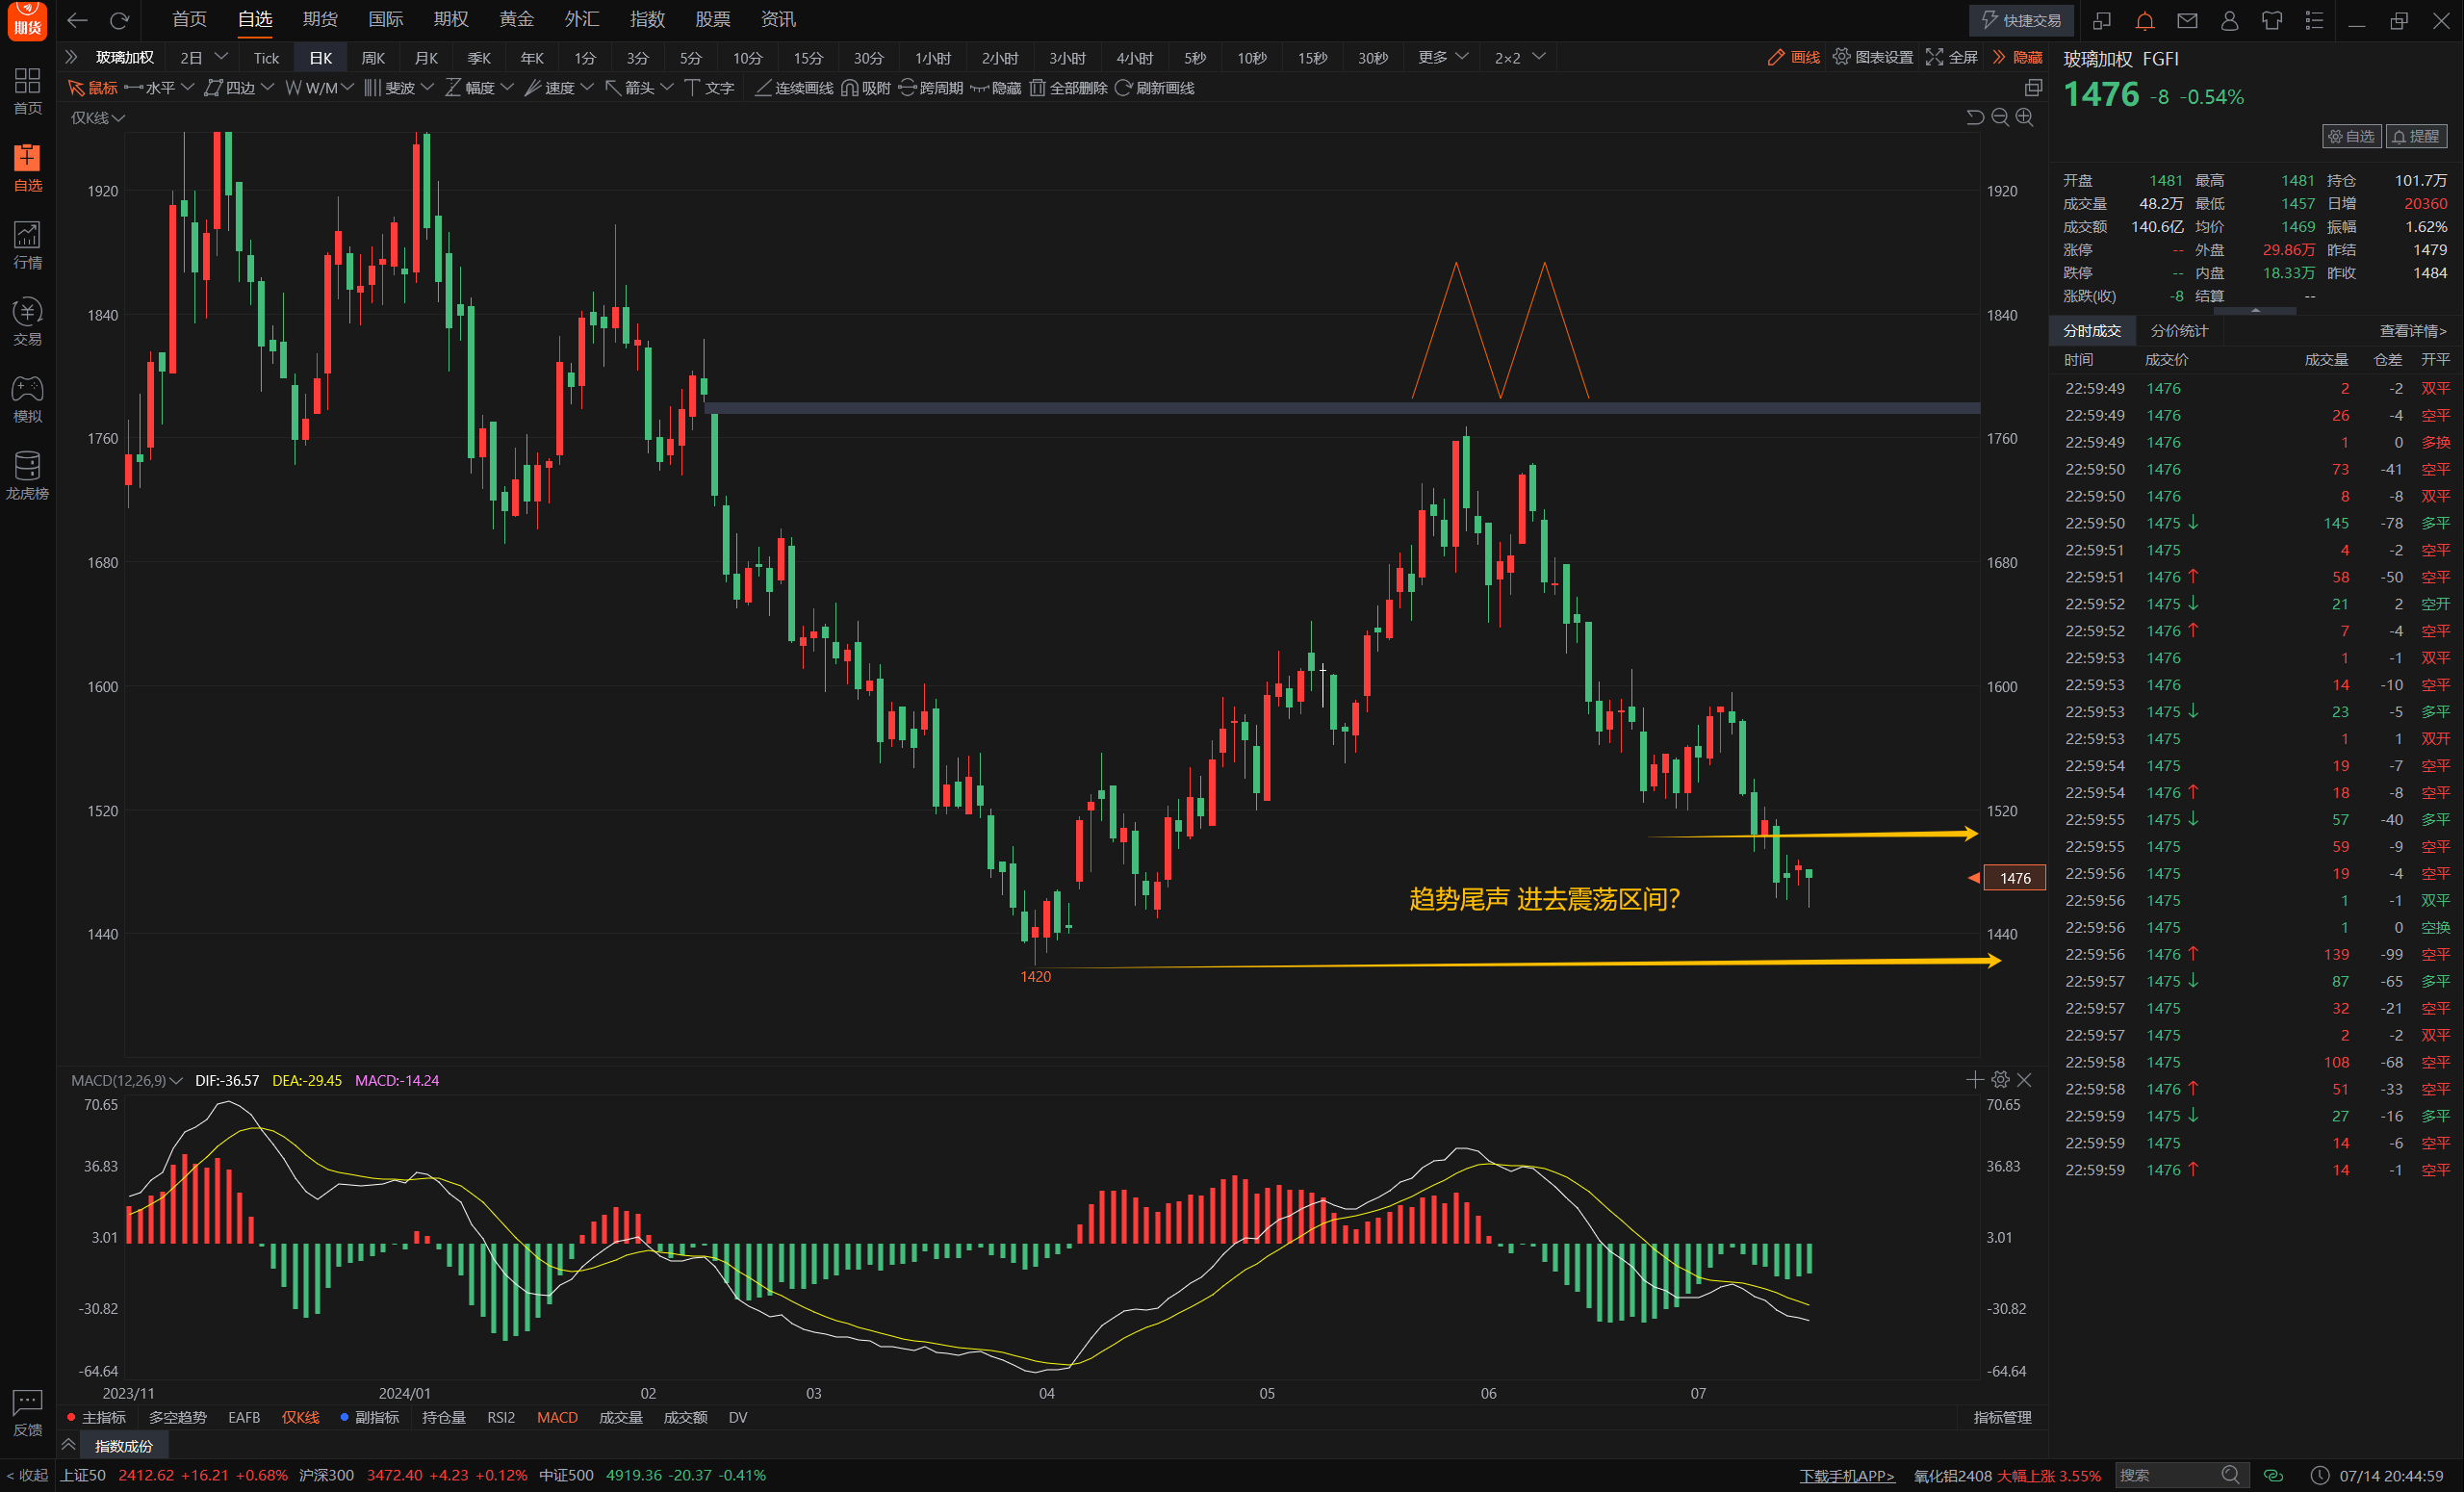 期货 首页 自选 期货 国际 期权 黄金 外汇 指数 股票 资讯 快捷交易
玻璃加权 2日 Tick 日K 周K 月K 季K 年K 1分 3分 5分 10分 15分 30分 1小时 2小时 3小时 4小时 5秒 10秒 15秒 30秒 更多 2×2 画线 图表设置 全屏 隐藏
鼠标 水平 四边 W/M 斐波 幅度 速度 箭头 文字 连续画线 吸附 跨周期 隐藏 全部删除 刷新画线
仅K线
首页
自选
行情
交易
模拟
龙虎榜
反馈
< 收起
1920 1920
1840 1840
1760 1760
1680 1680
1600 1600
1520 1520
1476
趋势尾声 进去震荡区间?
1440 1440
1420
MACD(12,26,9) DIF:-36.57 DEA:-29.45 MACD:-14.24
70.65 70.65
36.83 36.83
3.01 3.01
-30.82 -30.82
-64.64 -64.64
2023/11 2024/01 02 03 04 05 06 07
主指标 多空趋势 EAFB 仅K线 副指标 持仓量 RSI2 MACD 成交量 成交额 DV 指标管理
指数成份
玻璃加权 FGFI
1476 -8 -0.54%
自选 提醒
开盘 1481 最高 1481 持仓 101.7万
成交量 48.2万 最低 1457 日增 20360
成交额 140.6亿 均价 1469 振幅 1.62%
涨停 -- 外盘 29.86万 昨结 1479
跌停 -- 内盘 18.33万 昨收 1484
涨跌(收) -8 结算 --
分时成交 分价统计 查看详情>
时间 成交价 成交量 仓差 开平
22:59:49 1476 2 -2 双平
22:59:49 1476 26 -4 空平
22:59:49 1476 1 0 多换
22:59:50 1476 73 -41 空平
22:59:50 1476 8 -8 双平
22:59:50 1475 ↓ 145 -78 多平
22:59:51 1475 4 -2 空平
22:59:51 1476 ↑ 58 -50 空平
22:59:52 1475 ↓ 21 2 空开
22:59:52 1476 ↑ 7 -4 空平
22:59:53 1476 1 -1 双平
22:59:53 1476 14 -10 空平
22:59:53 1475 ↓ 23 -5 多平
22:59:53 1475 1 1 双开
22:59:54 1475 19 -7 空平
22:59:54 1476 ↑ 18 -8 空平
22:59:55 1475 ↓ 57 -40 多平
22:59:55 1475 59 -9 空平
22:59:56 1475 19 -4 空平
22:59:56 1475 1 -1 双平
22:59:56 1475 1 0 空换
22:59:56 1476 ↑ 139 -99 空平
22:59:57 1475 ↓ 87 -65 多平
22:59:57 1475 32 -21 空平
22:59:57 1475 2 -2 双平
22:59:58 1475 108 -68 空平
22:59:58 1476 ↑ 51 -33 空平
22:59:59 1475 ↓ 27 -16 多平
22:59:59 1475 14 -6 空平
22:59:59 1476 ↑ 14 -1 空平
上证50 2412.62 +16.21 +0.68% 沪深300 3472.40 +4.23 +0.12% 中证500 4919.36 -20.37 -0.41% 下载手机APP> 氧化铝2408 大幅上涨 3.55% 搜索 07/14 20:44:59